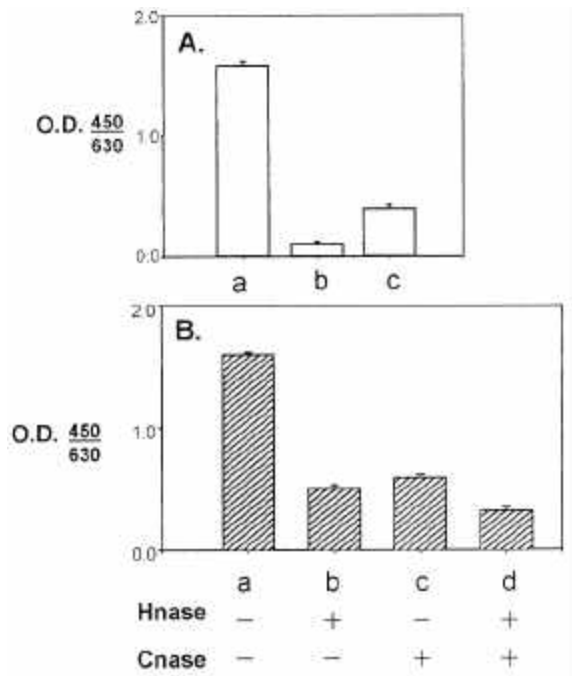 2.0
A.
O.D. 450/630
1.0
0.0
a b c
2.0
B.
O.D. 450/630
1.0
0.0
a b c d
Hnase − + − +
Cnase − − + +